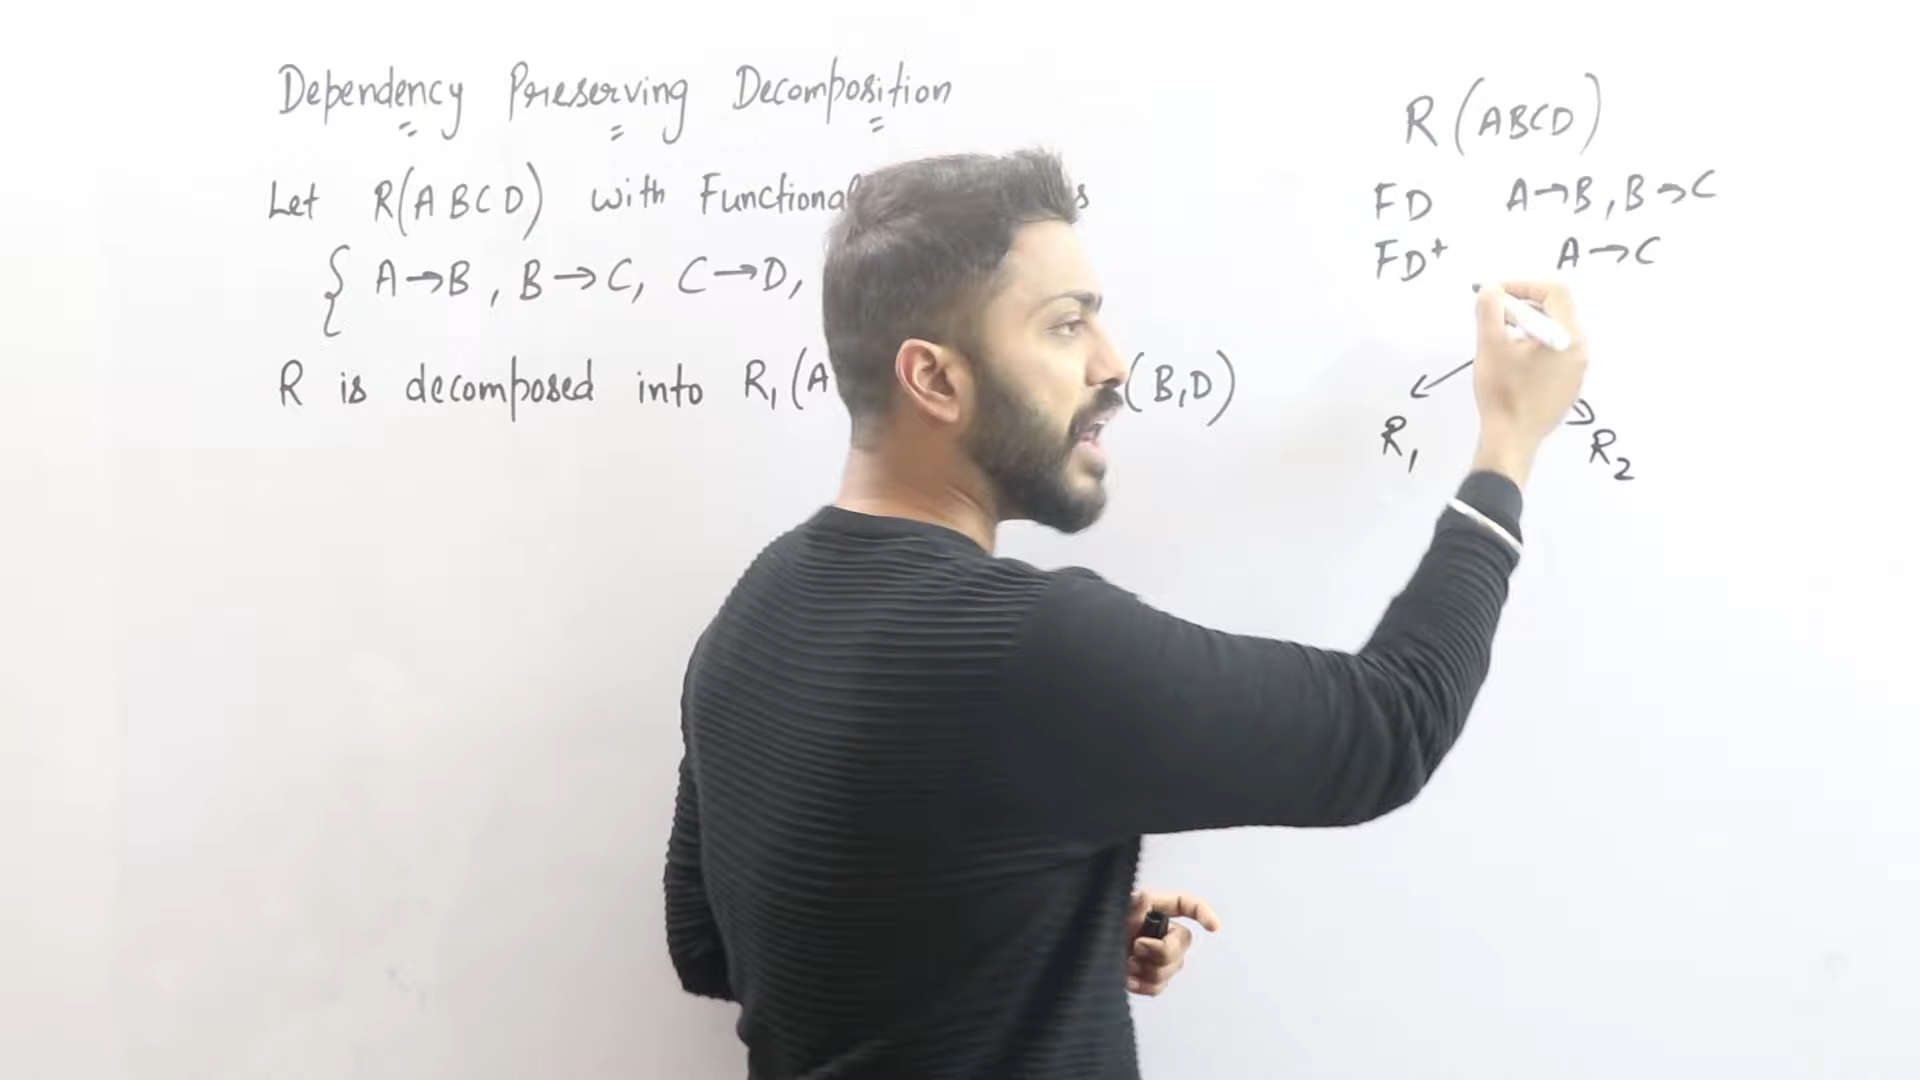 Dependency Preserving Decomposition
Let R(ABCD) with Functional
{ A→B, B→C, C→D,
R is decomposed into R₁(A (B,D)
R(ABCD)
FD A→B, B→C
FD⁺ A→C
R₁
R₂